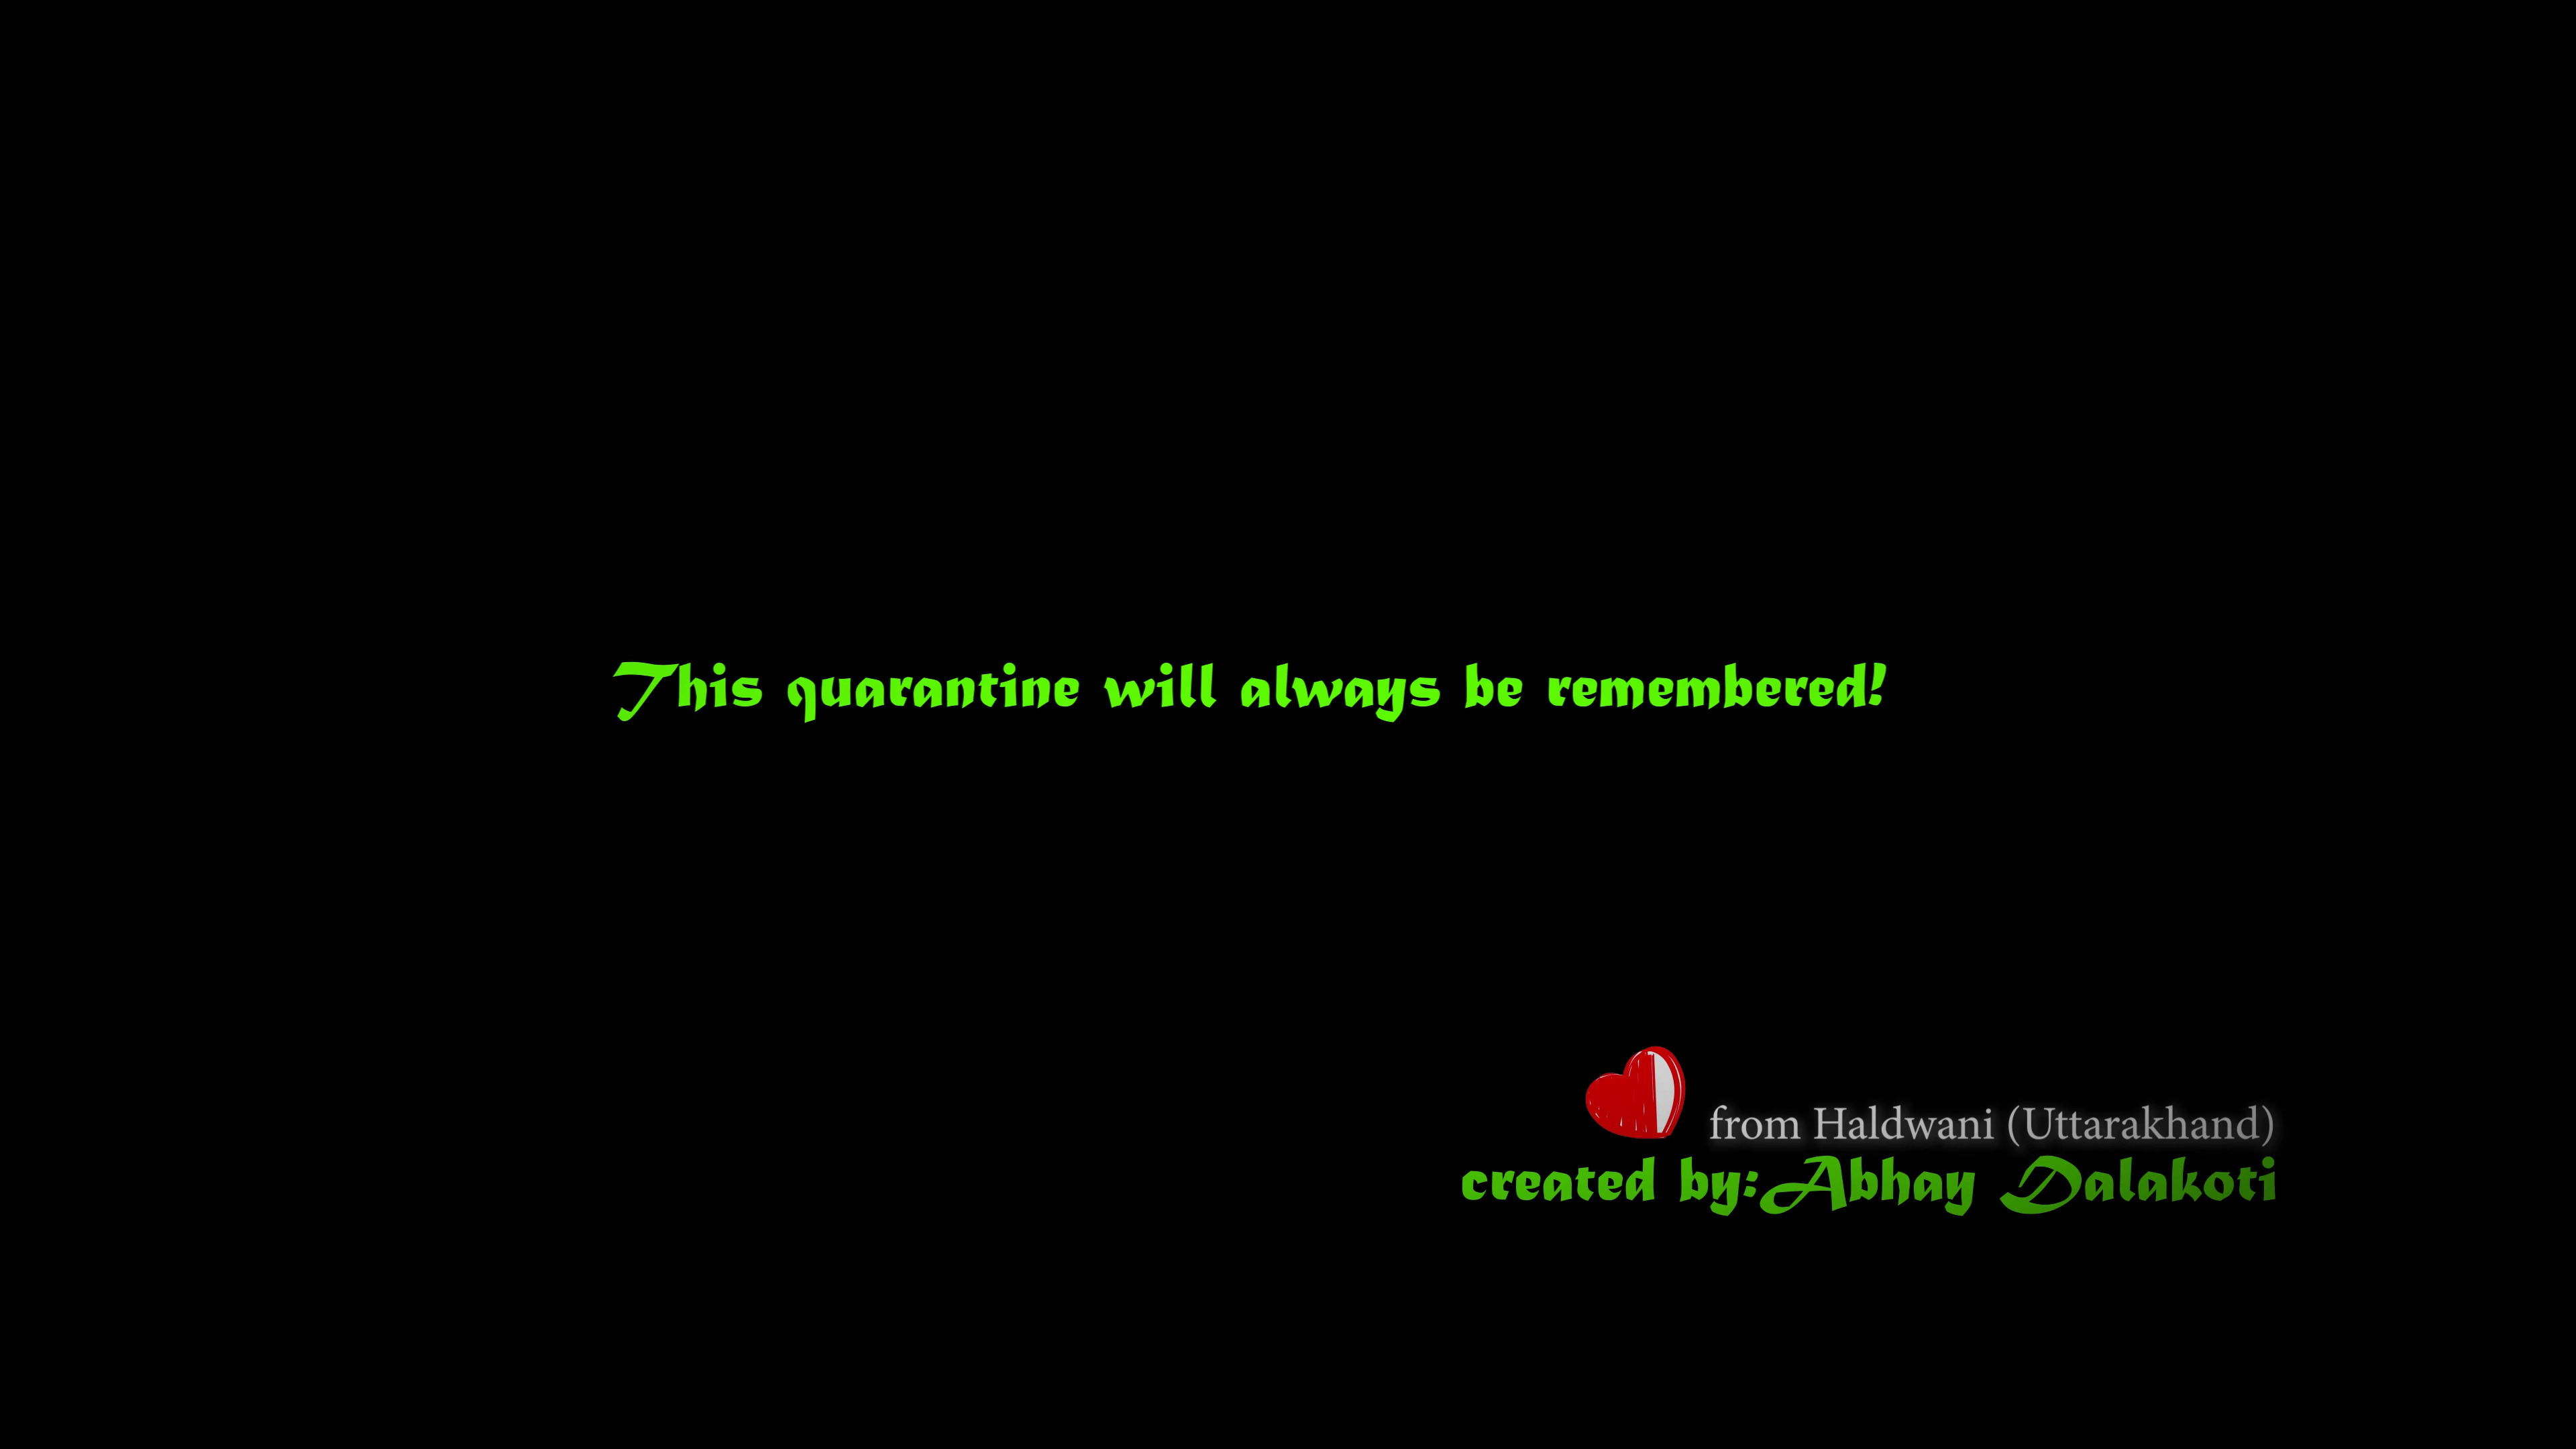 This quarantine will always be remembered!
from Haldwani (Uttarakhand)
created by:Abhay Dalakoti